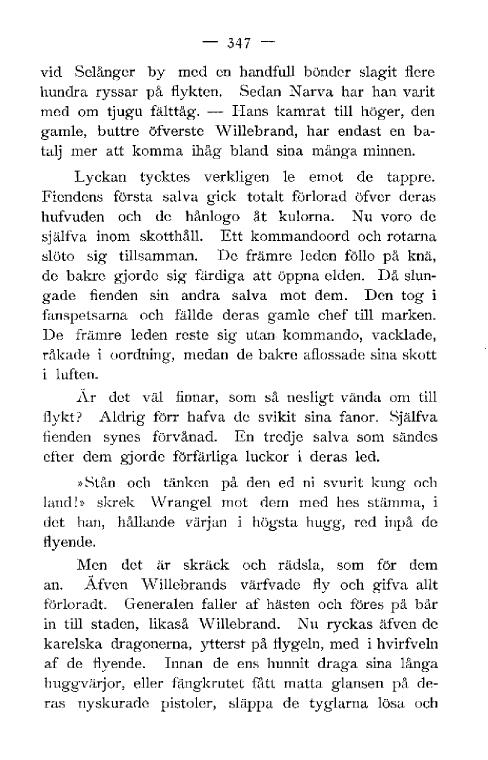 — 347 —
vid Selånger by med en handfull bönder slagit flere
hundra ryssar på flykten. Sedan Narva har han varit
med om tjugu fälttåg. — Hans kamrat till höger, den
gamle, buttre öfverste Willebrand, har endast en ba-
talj mer att komma ihåg bland sina många minnen.
Lyckan tycktes verkligen le emot de tappre.
Fiendens första salva gick totalt förlorad öfver deras
hufvuden och de hånlogo åt kulorna. Nu voro de
själfva inom skotthåll. Ett kommandoord och rotarna
slöto sig tillsamman. De främre leden föllo på knä,
de bakre gjorde sig färdiga att öppna elden. Då slun-
gade fienden sin andra salva mot dem. Den tog i
fanspetsarna och fällde deras gamle chef till marken.
De främre leden reste sig utan kommando, vacklade,
råkade i oordning, medan de bakre aflossade sina skott
i luften.
Är det väl finnar, som så nesligt vända om till
flykt? Aldrig förr hafva de svikit sina fanor. Själfva
fienden synes förvånad. En tredje salva som sändes
efter dem gjorde förfärliga luckor i deras led.
»Stån och tänken på den ed ni svurit kung och
land!» skrek Wrangel mot dem med hes stämma, i
det han, hållande värjan i högsta hugg, red inpå de
flyende.
Men det är skräck och rädsla, som för dem
an. Äfven Willebrands värfvade fly och gifva allt
förloradt. Generalen faller af hästen och föres på bår
in till staden, likaså Willebrand. Nu ryckas äfven de
karelska dragonerna, ytterst på flygeln, med i hvirfveln
af de flyende. Innan de ens hunnit draga sina långa
huggvärjor, eller fängkrutet fått matta glansen på de-
ras nyskurade pistoler, släppa de tyglarna lösa och